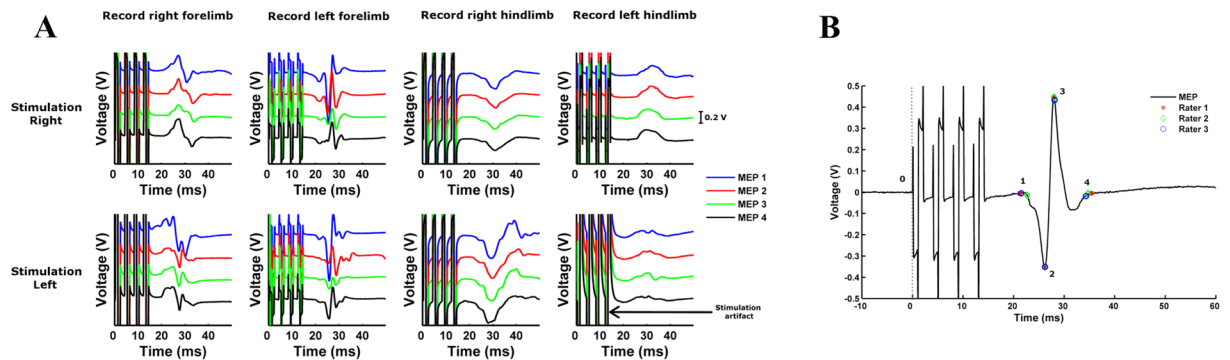 A
Record right forelimb
Record left forelimb
Record right hindlimb
Record left hindlimb
Stimulation
Right
Voltage (V)
Voltage (V)
Voltage (V)
Voltage (V)
0.2 V
0 10 20 30 40
0 10 20 30 40
0 10 20 30 40
0 10 20 30 40
Time (ms)
Time (ms)
Time (ms)
Time (ms)
MEP 1
MEP 2
MEP 3
MEP 4
Stimulation
Left
Voltage (V)
Voltage (V)
Voltage (V)
Voltage (V)
Stimulation
artifact
0 10 20 30 40
0 10 20 30 40
0 10 20 30 40
0 10 20 30 40
Time (ms)
Time (ms)
Time (ms)
Time (ms)
B
Voltage (V)
0.5
0.4
0.3
0.2
0.1
0
-0.1
-0.2
-0.3
-0.4
-0.5
0
1
2
3
4
MEP
Rater 1
Rater 2
Rater 3
-10 0 10 20 30 40 50 60
Time (ms)